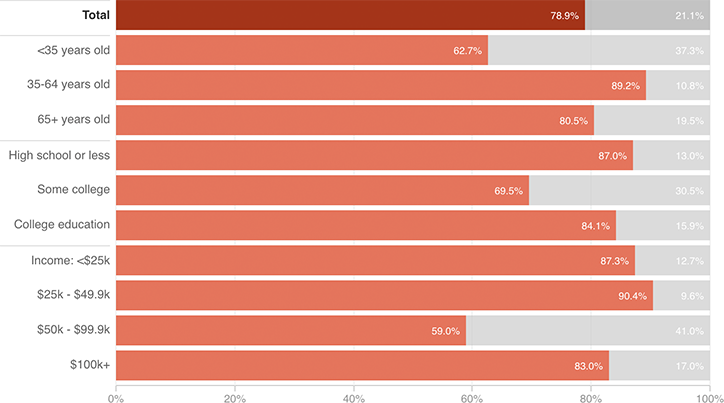 Total 78.9% 21.1%
<35 years old 62.7% 37.3%
35-64 years old 89.2% 10.8%
65+ years old 80.5% 19.5%
High school or less 87.0% 13.0%
Some college 69.5% 30.5%
College education 84.1% 15.9%
Income: <$25k 87.3% 12.7%
$25k - $49.9k 90.4% 9.6%
$50k - $99.9k 59.0% 41.0%
$100k+ 83.0% 17.0%
0% 20% 40% 60% 80% 100%